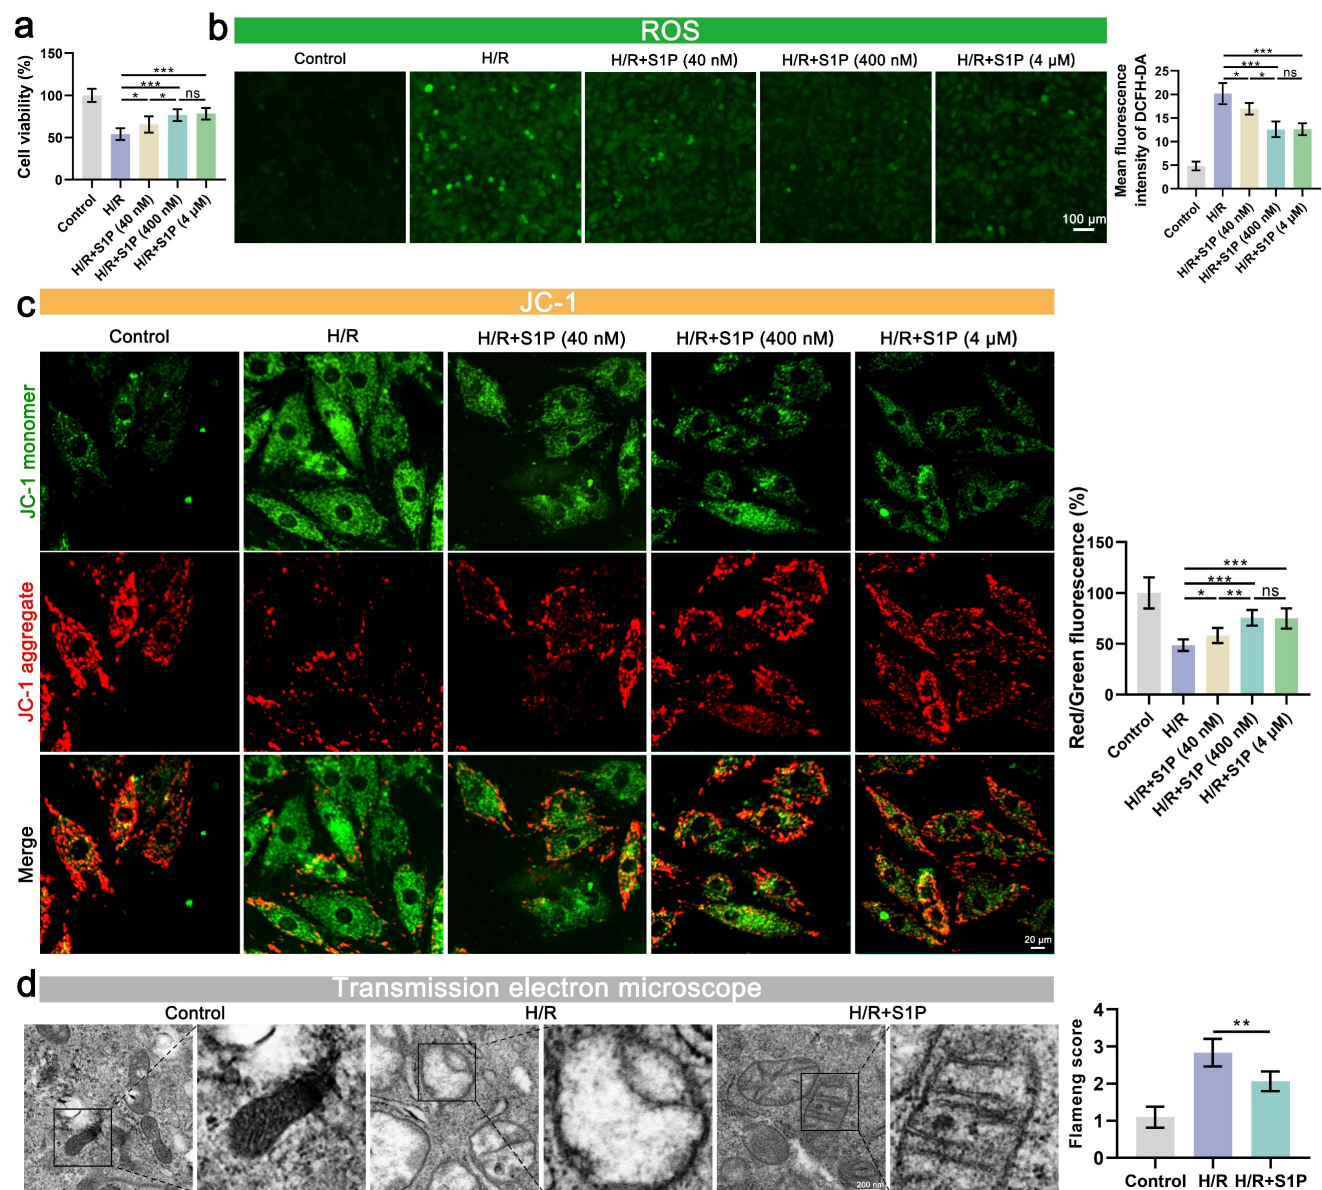 a
Cell viability (%)
150
100
50
0
***
***
*
*
ns
Control
H/R
H/R+S1P (40 nM)
H/R+S1P (400 nM)
H/R+S1P (4 μM)
b
ROS
Control
H/R
H/R+S1P (40 nM)
H/R+S1P (400 nM)
H/R+S1P (4 μM)
100 μm
Mean fluorescence
intensity of DCFH-DA
25
20
15
10
5
0
***
***
*
*
ns
Control
H/R
H/R+S1P (40 nM)
H/R+S1P (400 nM)
H/R+S1P (4 μM)
c
JC-1
Control
H/R
H/R+S1P (40 nM)
H/R+S1P (400 nM)
H/R+S1P (4 μM)
JC-1 monomer
JC-1 aggregate
Merge
20 μm
Red/Green fluorescence (%)
150
100
50
0
***
***
*
**
ns
Control
H/R
H/R+S1P (40 nM)
H/R+S1P (400 nM)
H/R+S1P (4 μM)
d
Transmission electron microscope
Control
H/R
H/R+S1P
200 nm
Flameng score
4
3
2
1
0
**
Control
H/R
H/R+S1P